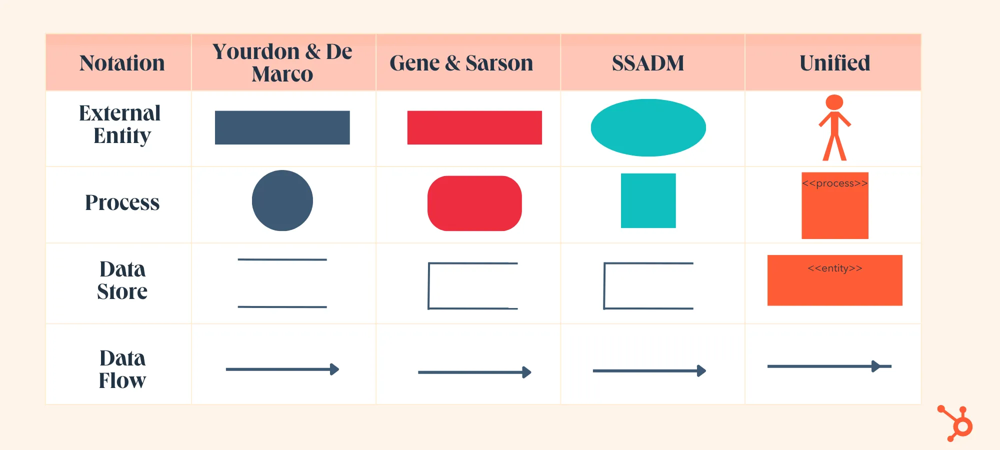 Notation
Yourdon & De
Marco
Gene & Sarson
SSADM
Unified
External
Entity
Process
<<process>>
Data
Store
<<entity>>
Data
Flow